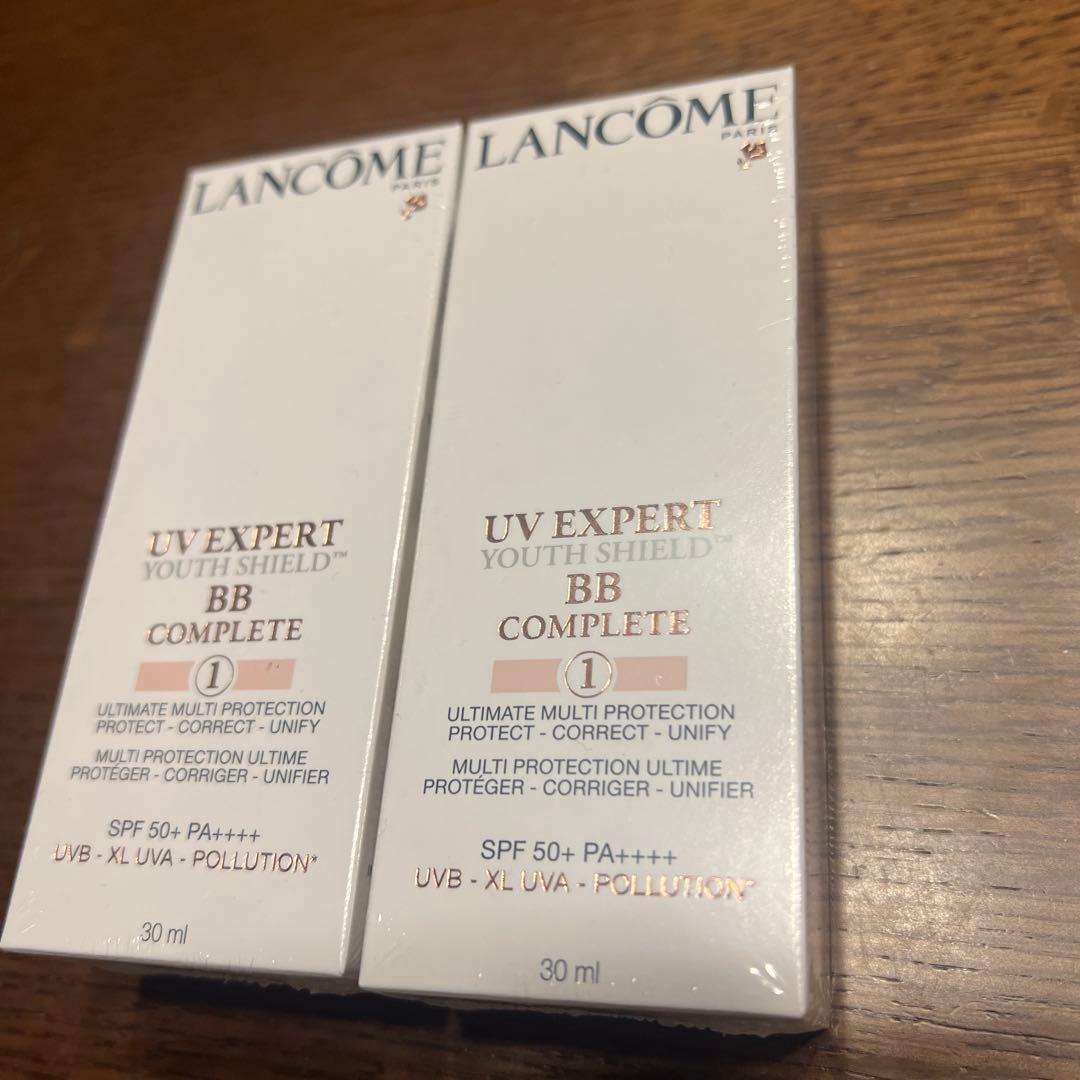 LANCÔME
PARIS
UV EXPERT
YOUTH SHIELD™
BB
COMPLETE
1
ULTIMATE MULTI PROTECTION
PROTECT - CORRECT - UNIFY
MULTI PROTECTION ULTIME
PROTÉGER - CORRIGER - UNIFIER
SPF 50+ PA++++
UVB - XL UVA - POLLUTION*
30 ml
LANCÔME
PARIS
UV EXPERT
YOUTH SHIELD™
BB
COMPLETE
1
ULTIMATE MULTI PROTECTION
PROTECT - CORRECT - UNIFY
MULTI PROTECTION ULTIME
PROTÉGER - CORRIGER - UNIFIER
SPF 50+ PA++++
UVB - XL UVA - POLLUTION*
30 ml